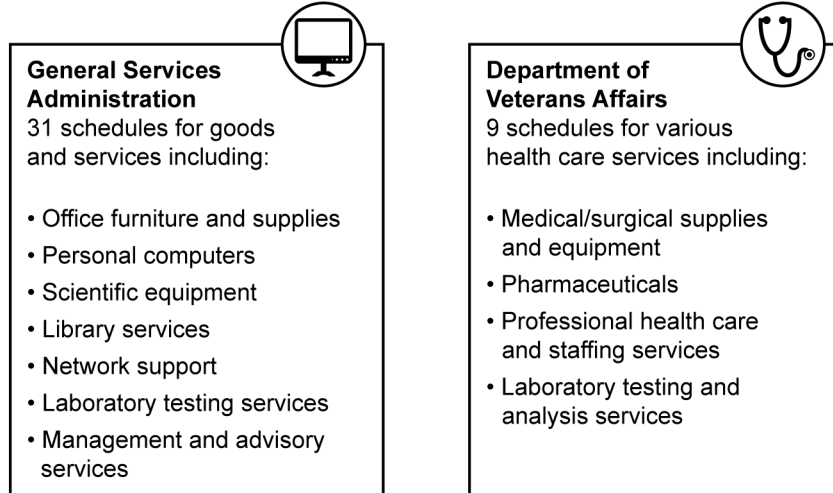 General Services
Administration
31 schedules for goods
and services including:
• Office furniture and supplies
• Personal computers
• Scientific equipment
• Library services
• Network support
• Laboratory testing services
• Management and advisory
services
Department of
Veterans Affairs
9 schedules for various
health care services including:
• Medical/surgical supplies
and equipment
• Pharmaceuticals
• Professional health care
and staffing services
• Laboratory testing and
analysis services